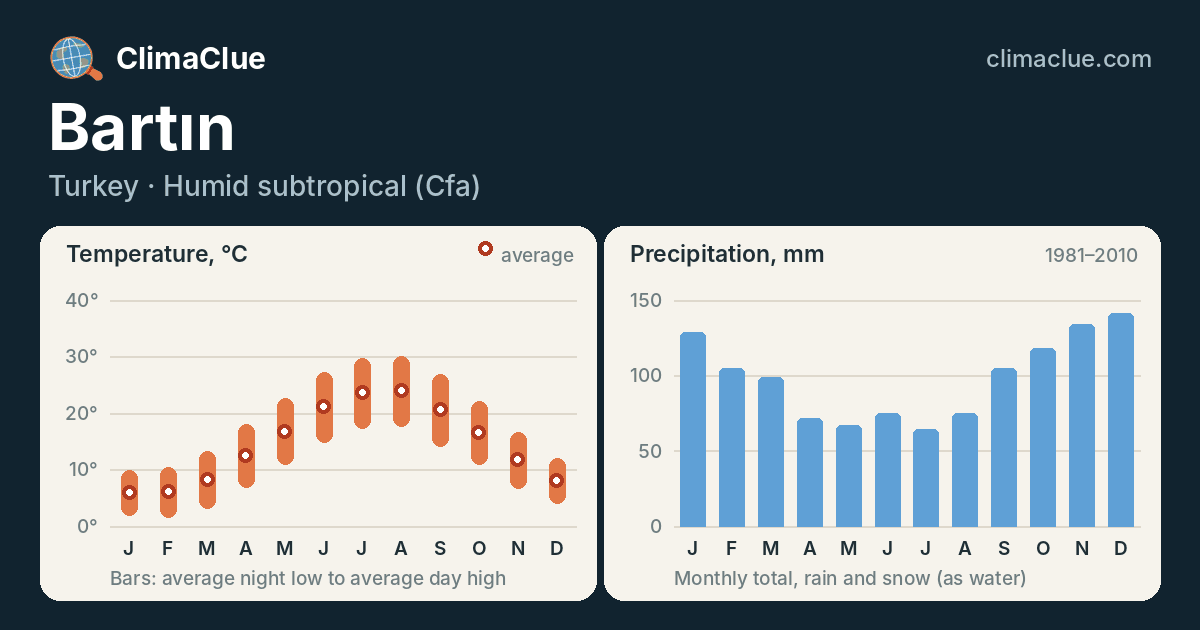 ClimaClue
climaclue.com
Bartın
Turkey · Humid subtropical (Cfa)
Temperature, °C
average
40°
30°
20°
10°
0°
J F M A M J J A S O N D
Bars: average night low to average day high
Precipitation, mm
1981–2010
150
100
50
0
J F M A M J J A S O N D
Monthly total, rain and snow (as water)